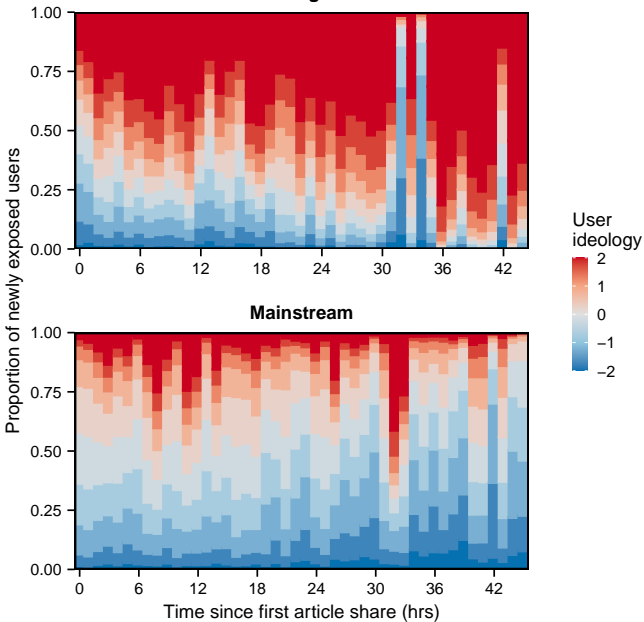 1.00
0.75
0.50
0.25
0.00
0 6 12 18 24 30 36 42
Mainstream
1.00
0.75
0.50
0.25
0.00
0 6 12 18 24 30 36 42
Time since first article share (hrs)
Proportion of newly exposed users
User
ideology
2
1
0
−1
−2